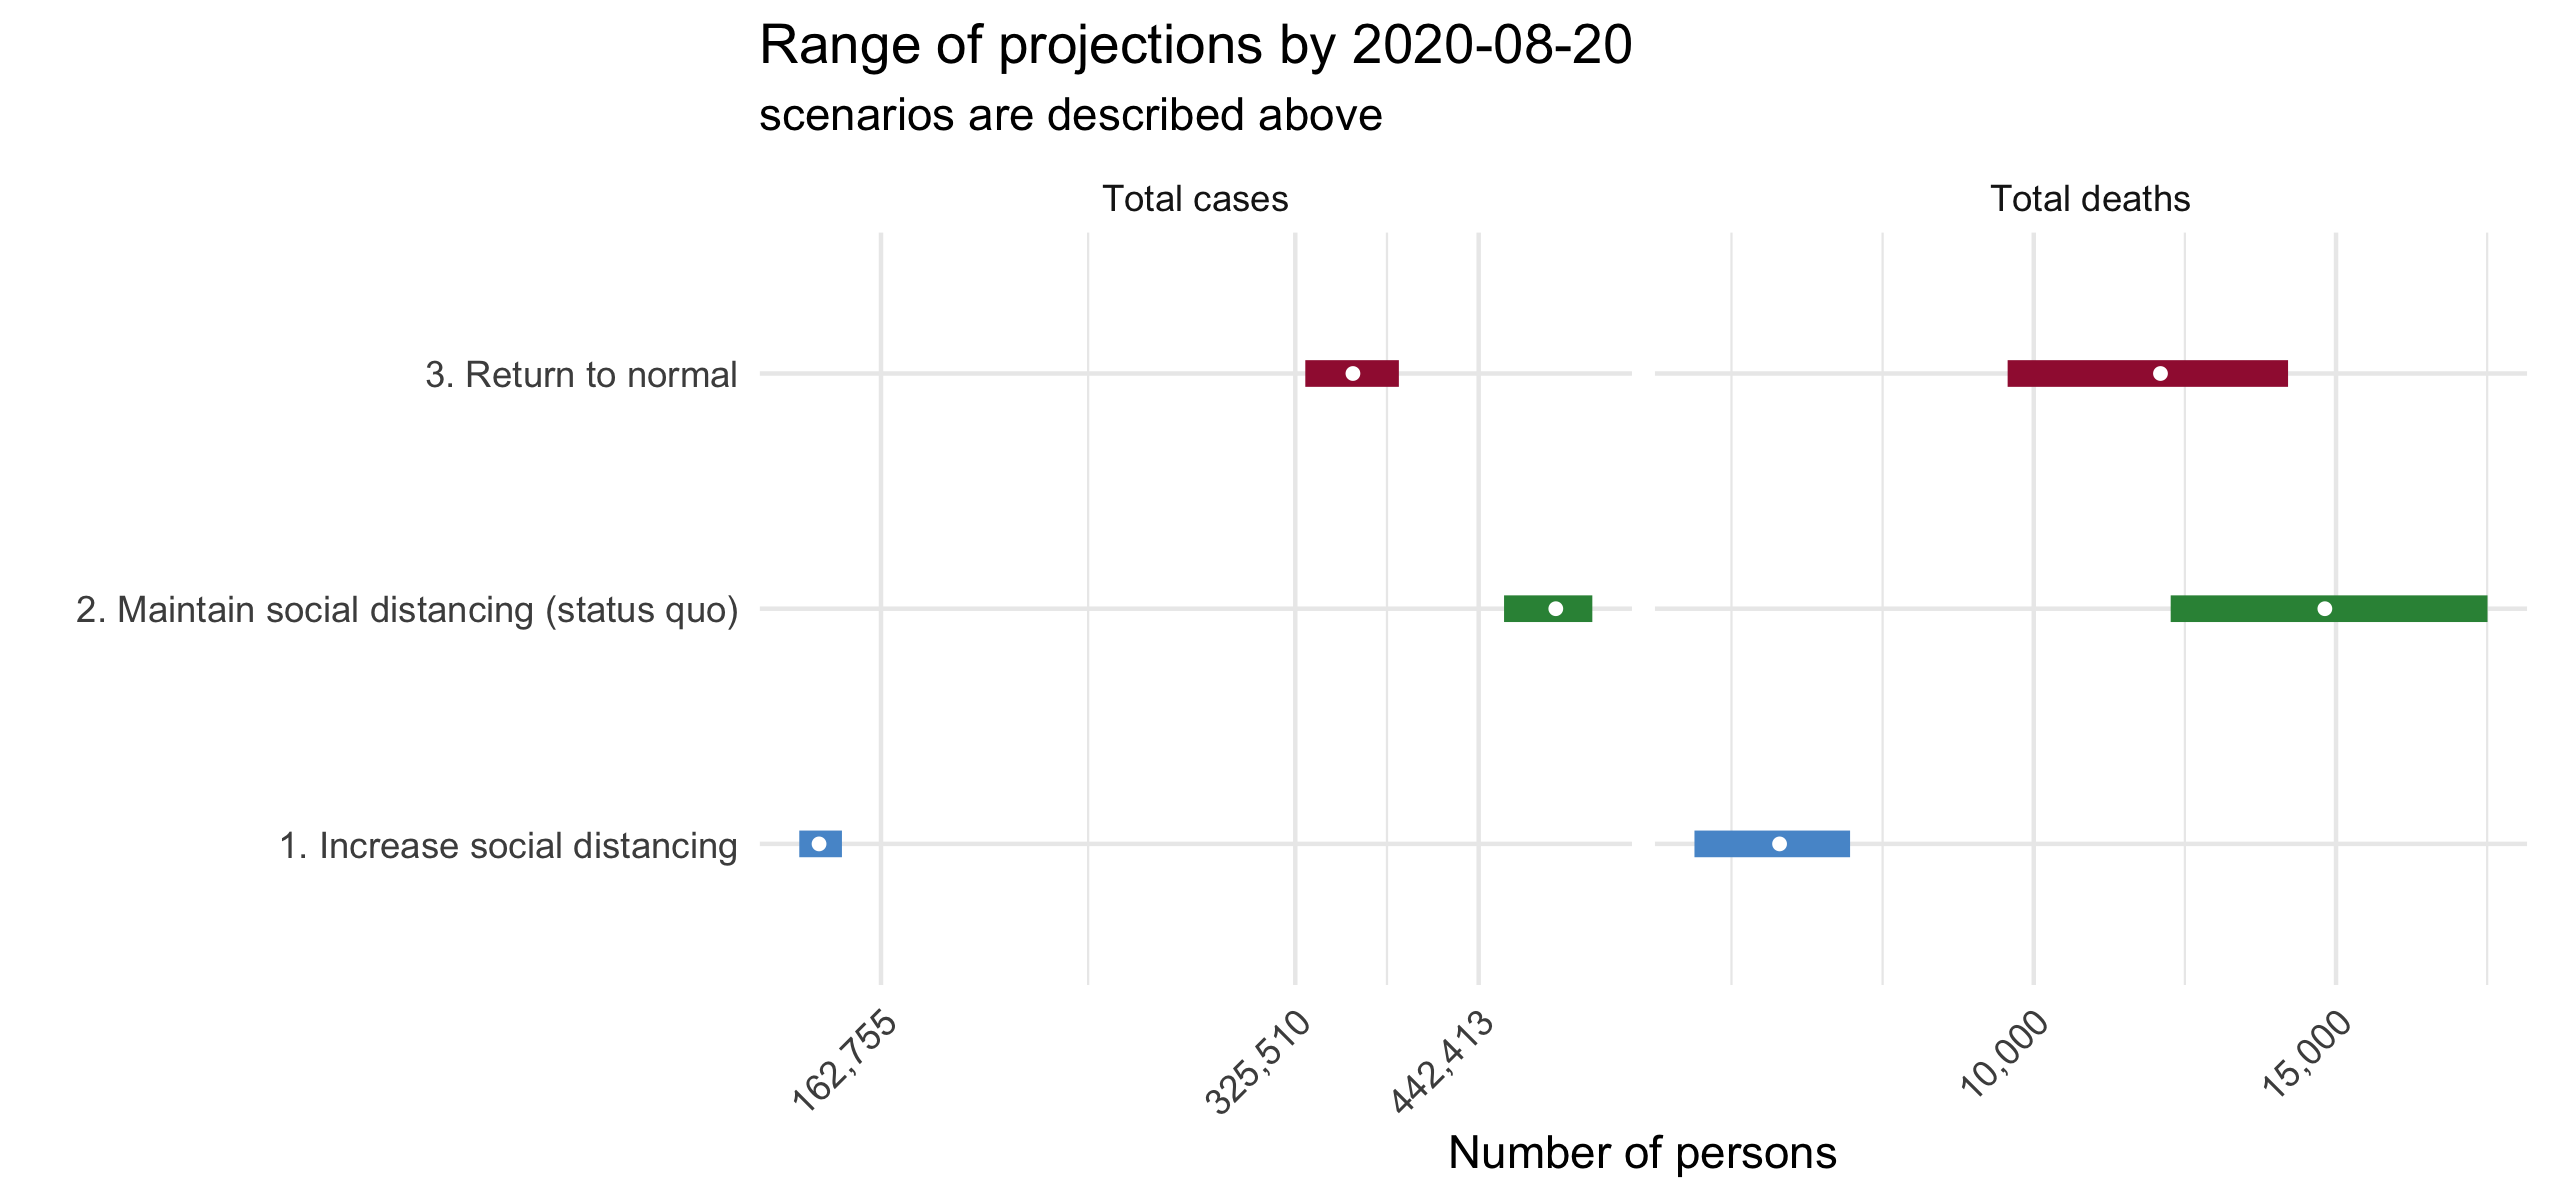 Range of projections by 2020-08-20
scenarios are described above
Total cases
Total deaths
3. Return to normal
2. Maintain social distancing (status quo)
1. Increase social distancing
162,755
325,510
442,413
10,000
15,000
Number of persons